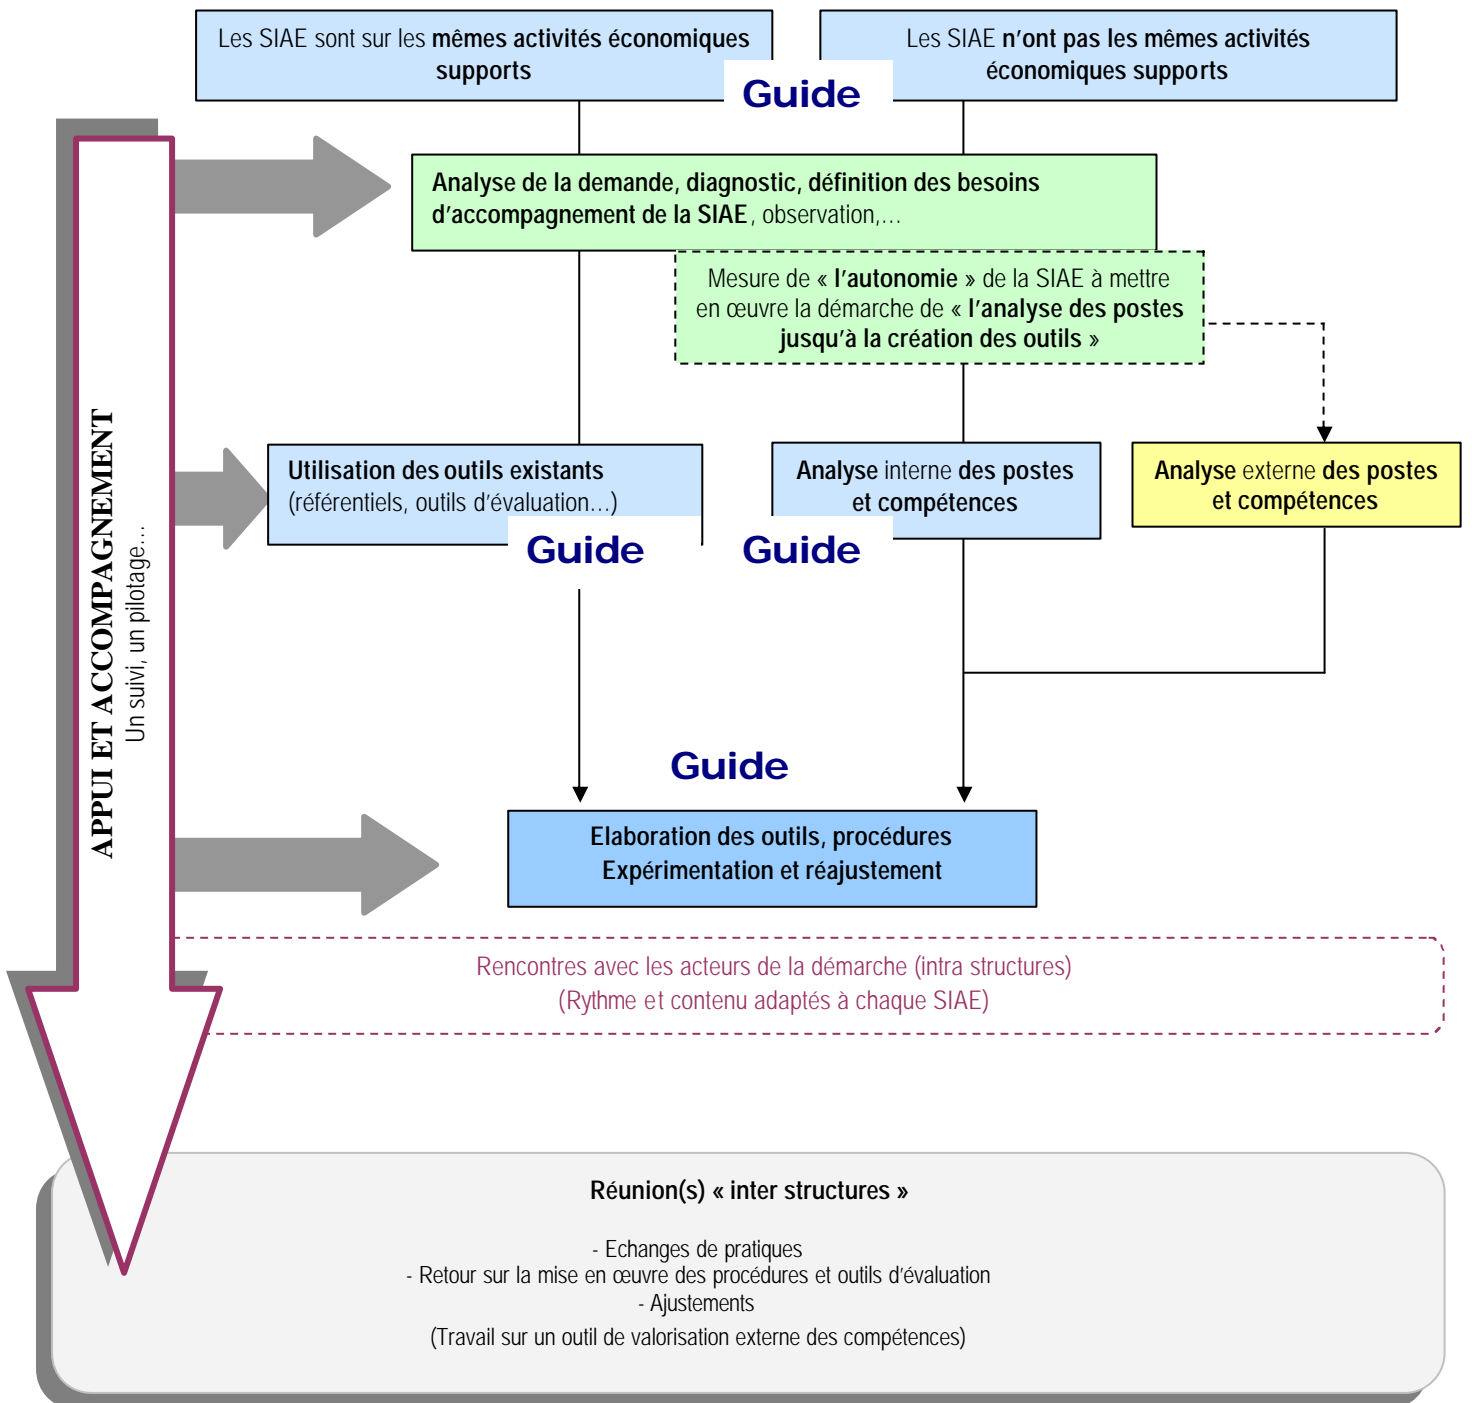 Les SIAE sont sur les mêmes activités économiques
supports
Les SIAE n'ont pas les mêmes activités
économiques supports
Guide
Analyse de la demande, diagnostic, définition des besoins
d'accompagnement de la SIAE, observation,…
Mesure de « l'autonomie » de la SIAE à mettre
en œuvre la démarche de « l'analyse des postes
jusqu'à la création des outils »
APPUI ET ACCOMPAGNEMENT
Un suivi, un pilotage…
Utilisation des outils existants
(référentiels, outils d'évaluation…)
Guide
Analyse interne des postes
et compétences
Guide
Analyse externe des postes
et compétences
Guide
Elaboration des outils, procédures
Expérimentation et réajustement
Rencontres avec les acteurs de la démarche (intra structures)
(Rythme et contenu adaptés à chaque SIAE)
Réunion(s) « inter structures »
- Echanges de pratiques
- Retour sur la mise en œuvre des procédures et outils d'évaluation
- Ajustements
(Travail sur un outil de valorisation externe des compétences)